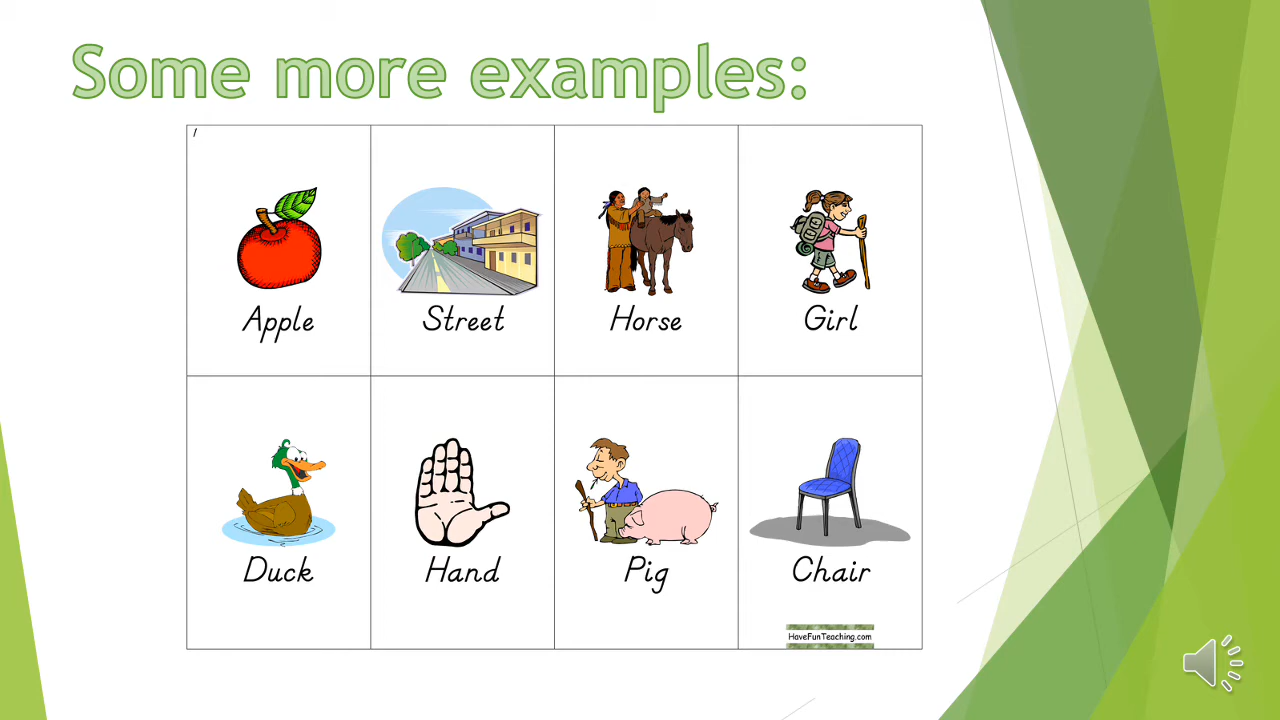 Some more examples:
Apple
Street
Horse
Girl
Duck
Hand
Pig
Chair
HaveFunTeaching.com